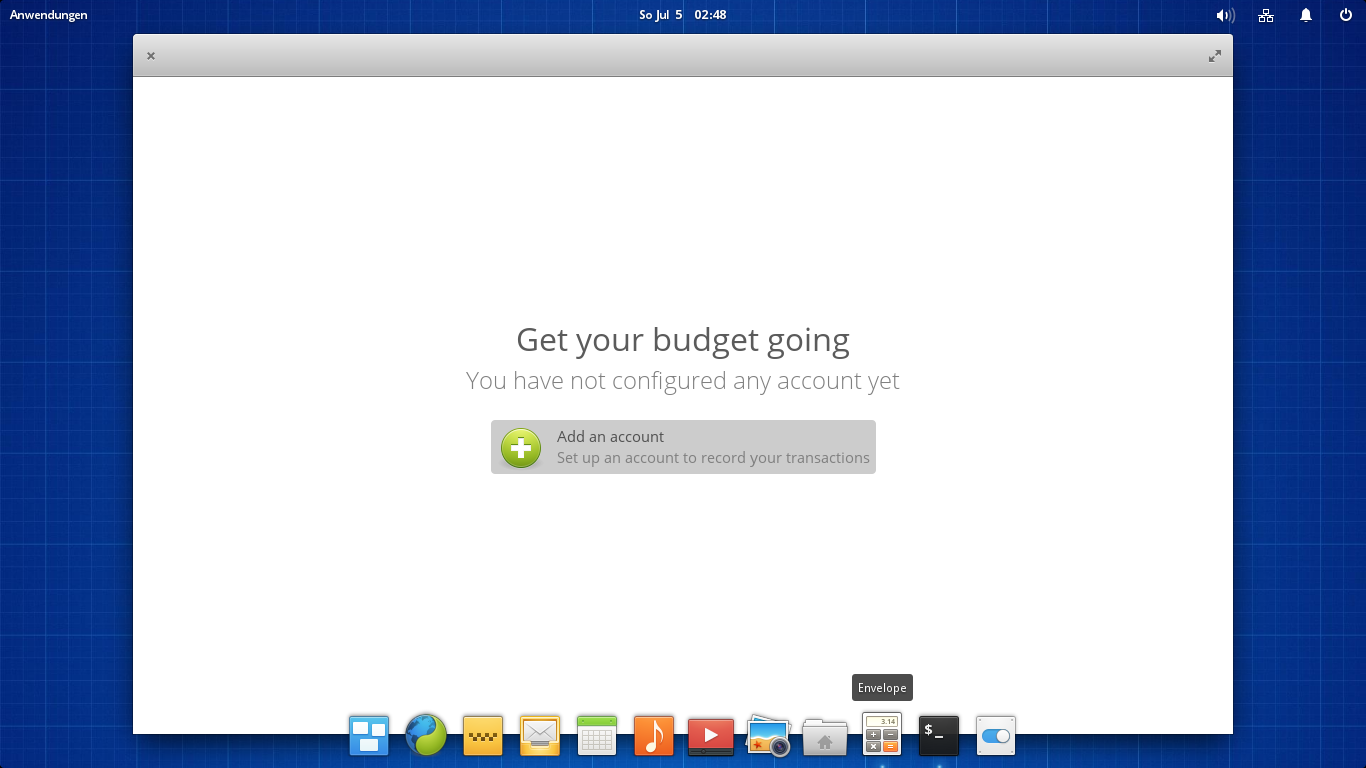 Anwendungen
So Jul 5 02:48
Get your budget going
You have not configured any account yet
Add an account
Set up an account to record your transactions
Envelope
3.14
$_